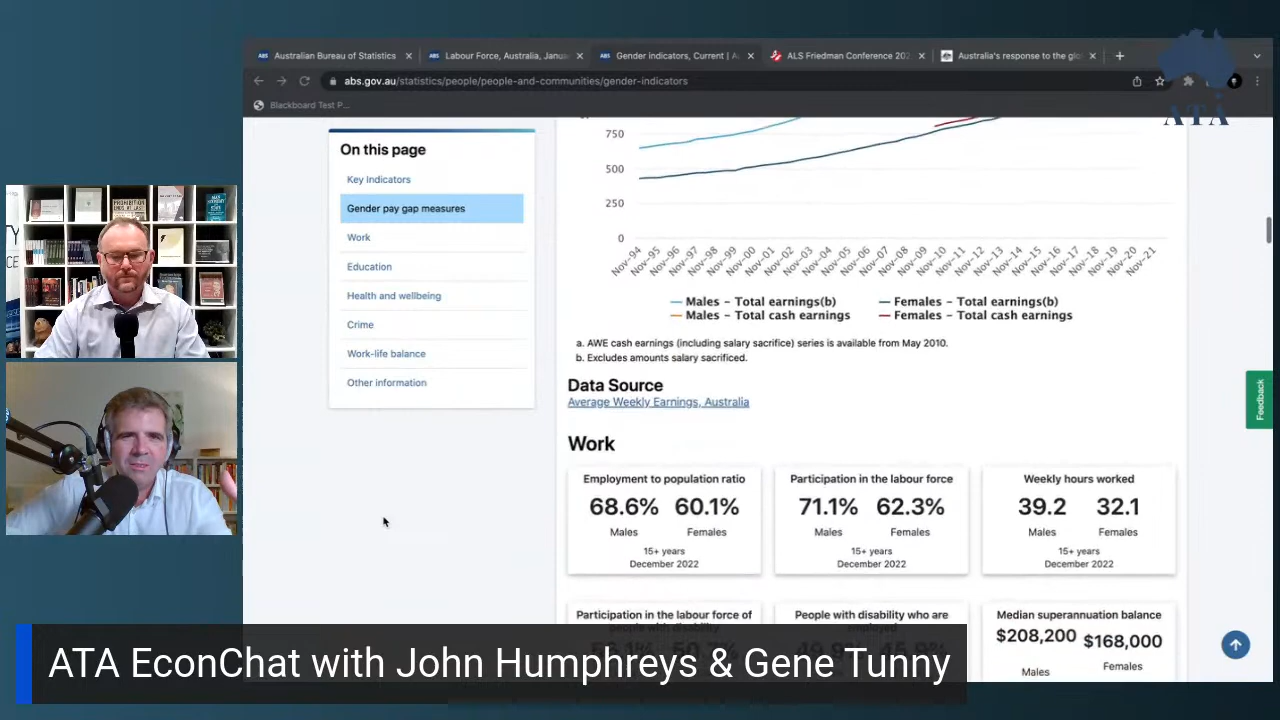 Australian Bureau of Statistics
Labour Force, Australia, Janua
Gender indicators, Current | A
ALS Friedman Conference 202
Australia's response to the glo
abs.gov.au/statistics/people/people-and-communities/gender-indicators
Blackboard Test P...
ATA
On this page
Key Indicators
Gender pay gap measures
Work
Education
Health and wellbeing
Crime
Work-life balance
Other information
750
500
250
0
Nov-94 Nov-95 Nov-96 Nov-97 Nov-98 Nov-99 Nov-00 Nov-01 Nov-02 Nov-03 Nov-04 Nov-05 Nov-06 Nov-07 Nov-08 Nov-09 Nov-10 Nov-11 Nov-12 Nov-13 Nov-14 Nov-15 Nov-16 Nov-17 Nov-18 Nov-19 Nov-20 Nov-21
Males - Total earnings(b) Females - Total earnings(b)
Males - Total cash earnings Females - Total cash earnings
a. AWE cash earnings (including salary sacrifice) series is available from May 2010.
b. Excludes amounts salary sacrificed.
Data Source
Average Weekly Earnings, Australia
Feedback
Work
Employment to population ratio
68.6% 60.1%
Males Females
15+ years
December 2022
Participation in the labour force
71.1% 62.3%
Males Females
15+ years
December 2022
Weekly hours worked
39.2 32.1
Males Females
15+ years
December 2022
Participation in the labour force of
people with disability
People with disability who are
employed
Median superannuation balance
$208,200 $168,000
Males Females
ATA EconChat with John Humphreys & Gene Tunny